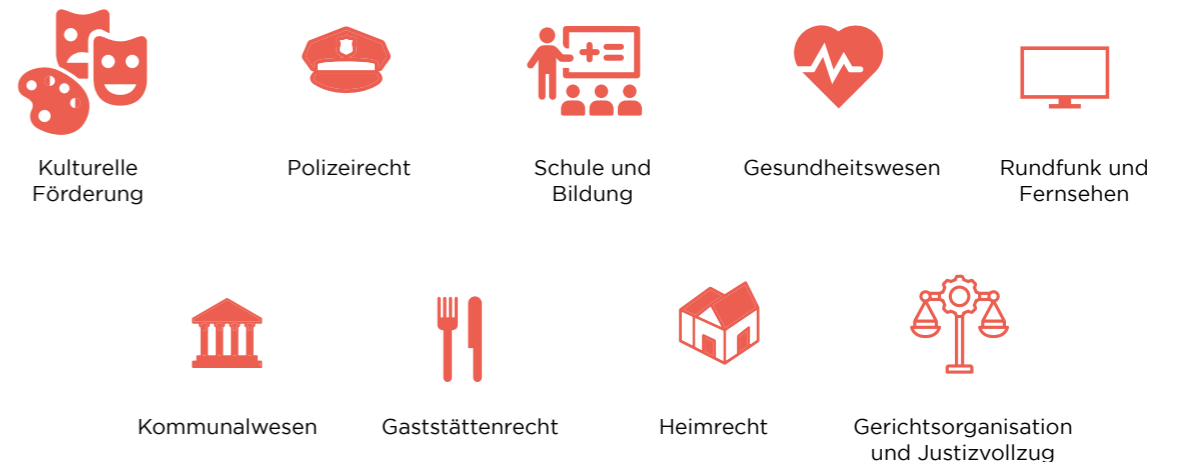 Kulturelle
Förderung
Polizeirecht
Schule und
Bildung
Gesundheitswesen
Rundfunk und
Fernsehen
Kommunalwesen
Gaststättenrecht
Heimrecht
Gerichtsorganisation
und Justizvollzug